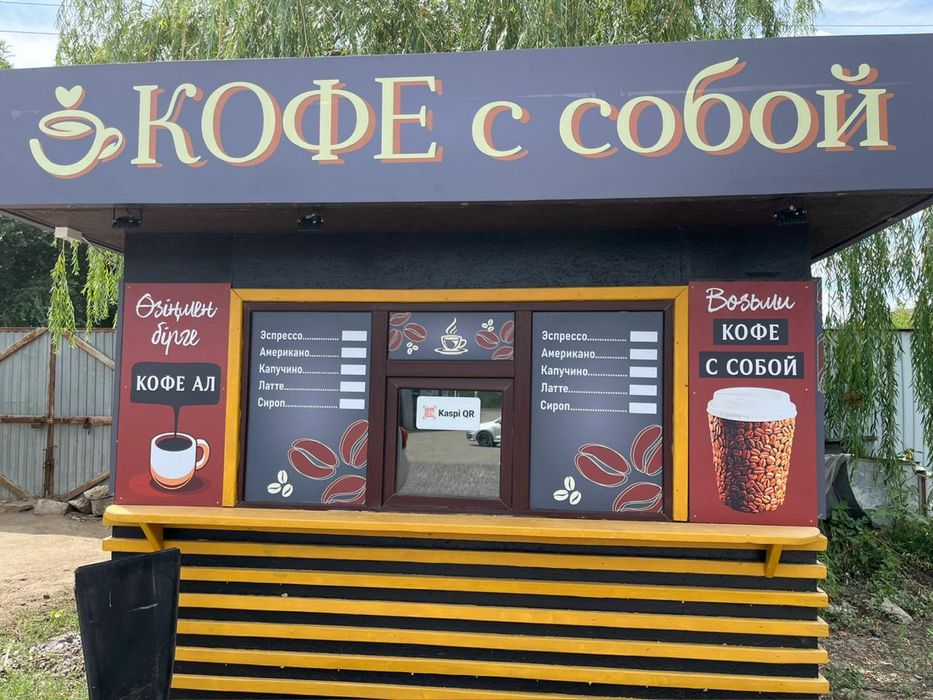 КОФЕ с собой
Өзіңмен
бірге
КОФЕ АЛ
Эспрессо
Американо
Капучино
Латте
Сироп
Kaspi QR
Эспрессо
Американо
Капучино
Латте
Сироп
Возьми
КОФЕ
С СОБОЙ